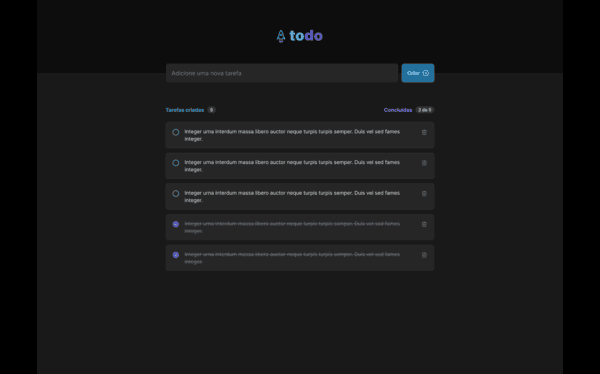 todo
Adicione uma nova tarefa
Criar
Tarefas criadas 5
Concluídas 2 de 5
Integer urna interdum massa libero auctor neque turpis turpis semper. Duis vel sed fames
integer.
Integer urna interdum massa libero auctor neque turpis turpis semper. Duis vel sed fames
integer.
Integer urna interdum massa libero auctor neque turpis turpis semper. Duis vel sed fames
integer.
Integer urna interdum massa libero auctor neque turpis turpis semper. Duis vel sed fames
integer.
Integer urna interdum massa libero auctor neque turpis turpis semper. Duis vel sed fames
integer.